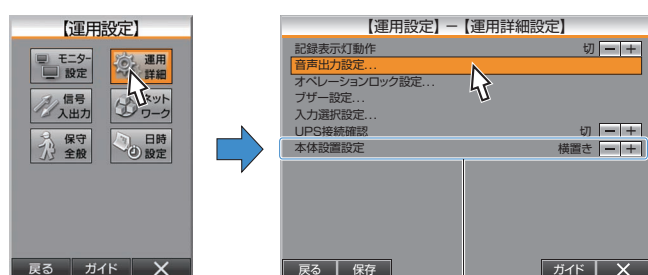 【運用設定】
モニター設定
運用詳細
信号入出力
ネットワーク
保守全般
日時設定
戻る ガイド ×
【運用設定】－【運用詳細設定】
記録表示灯動作 切 － ＋
音声出力設定...
オペレーションロック設定...
ブザー設定...
入力選択設定...
UPS接続確認 切 － ＋
本体設置設定 横置き － ＋
戻る 保存 ガイド ×